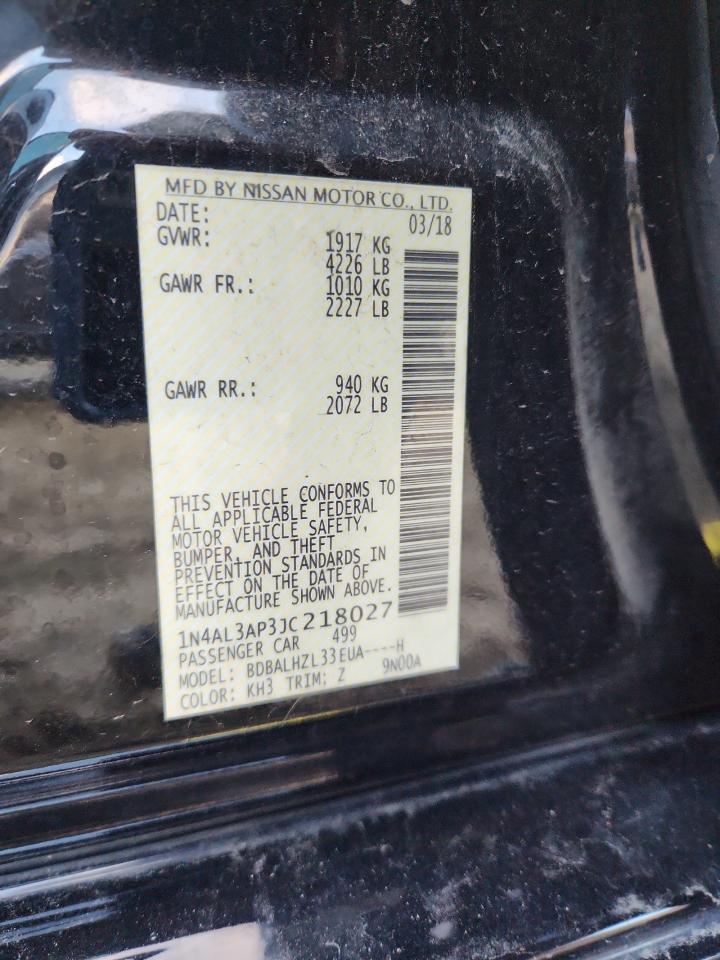 MFD BY NISSAN MOTOR CO., LTD.
DATE: 03/18
GVWR: 1917 KG
4226 LB
GAWR FR.: 1010 KG
2227 LB
GAWR RR.: 940 KG
2072 LB
THIS VEHICLE CONFORMS TO
ALL APPLICABLE FEDERAL
MOTOR VEHICLE SAFETY,
BUMPER, AND THEFT
PREVENTION STANDARDS IN
EFFECT ON THE DATE OF
MANUFACTURE SHOWN ABOVE.
1N4AL3AP3JC218027
PASSENGER CAR 499
MODEL: BDBALHZL33EUA----H
COLOR: KH3 TRIM; Z 9N00A